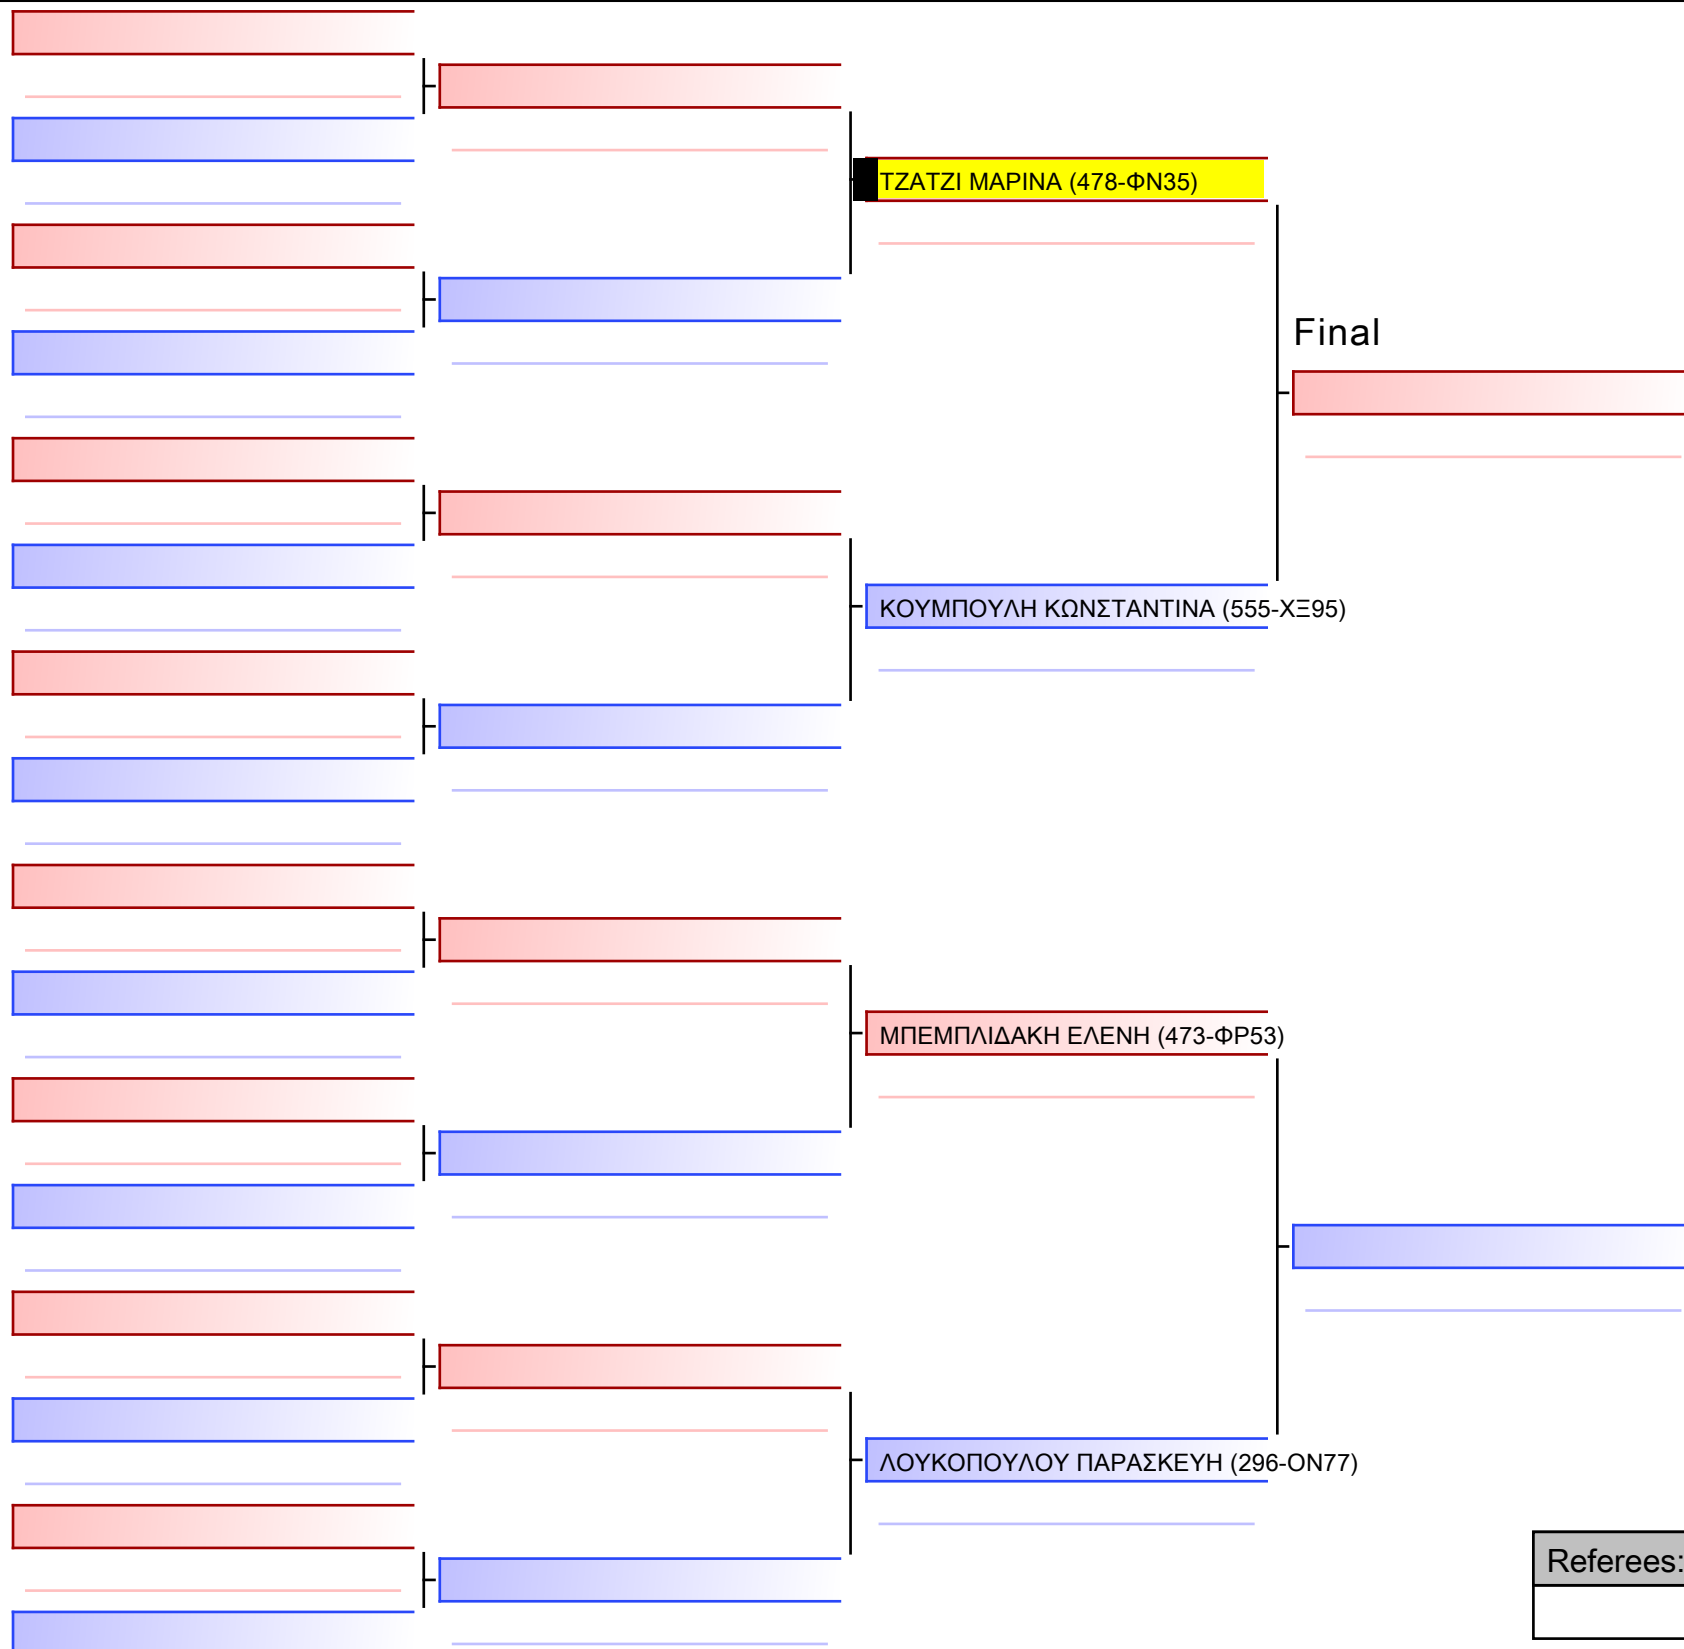 ΤΖΑΤΖΙ ΜΑΡΙΝΑ (478-ΦΝ35)
Final
ΚΟΥΜΠΟΥΛΗ ΚΩΝΣΤΑΝΤΙΝΑ (555-ΧΞ95)
ΜΠΕΜΠΛΙΔΑΚΗ ΕΛΕΝΗ (473-ΦΡ53)
ΛΟΥΚΟΠΟΥΛΟΥ ΠΑΡΑΣΚΕΥΗ (296-ΟΝ77)
Referees: